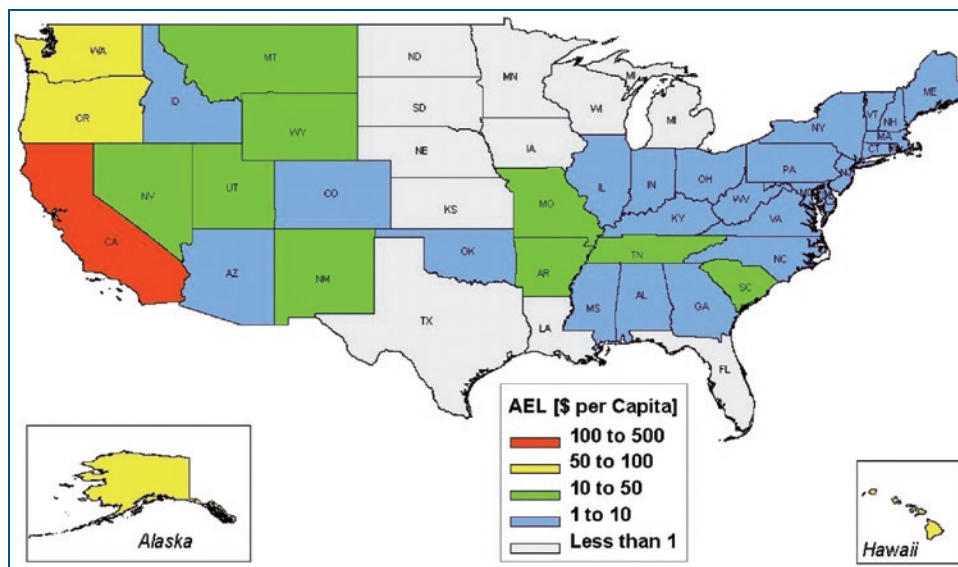 WA
MT
ND
MN
MI
ME
OR
ID
WY
SD
WI
MI
VT
NH
NY
MA
CT
NE
IA
PA
NV
UT
CO
KS
MO
IL
IN
OH
WV
VA
KY
CA
AZ
NM
OK
AR
TN
NC
SC
MS
AL
GA
TX
LA
FL
AEL [$ per Capita]
100 to 500
50 to 100
10 to 50
1 to 10
Less than 1
Alaska
Hawaii